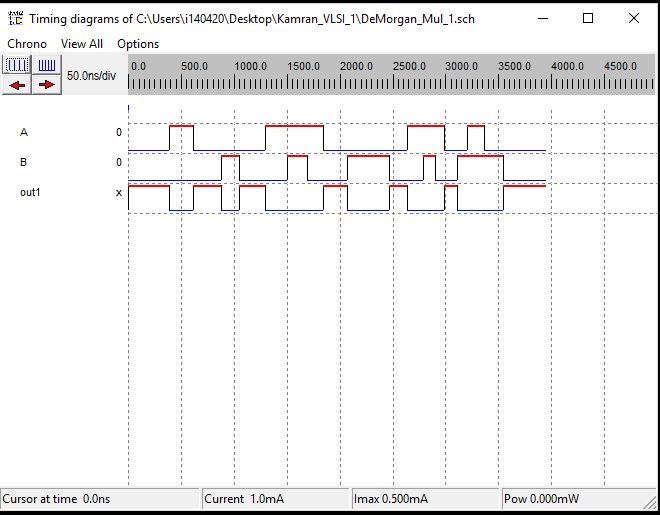 Timing diagrams of C:\Users\i140420\Desktop\Kamran_VLSI_1\DeMorgan_Mul_1.sch
Chrono View All Options
50.0ns/div
0.0 500.0 1000.0 1500.0 2000.0 2500.0 3000.0 3500.0 4000.0 4500.0
A 0
B 0
out1 x
Cursor at time 0.0ns Current 1.0mA Imax 0.500mA Pow 0.000mW